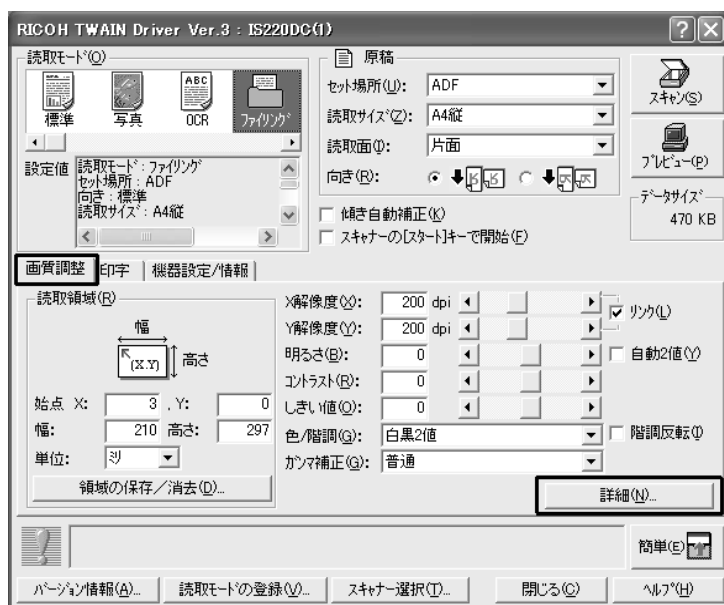 RICOH TWAIN Driver Ver.3 : IS220DC(1)
読取モード(O)
ABC
標準
写真
OCR
ファイリング
設定値
読取モード : ファイリング
セット場所 : ADF
向き : 標準
読取サイズ : A4縦
原稿
セット場所(U): ADF
読取サイズ(Z): A4縦
読取面(I): 片面
向き(R):
傾き自動補正(K)
スキャナーの[スタート]キーで開始(F)
スキャン(S)
プレビュー(P)
データサイズ
470 KB
画質調整
印字
機器設定/情報
読取領域(R)
幅
(X.Y)
高さ
始点 X: 3 , Y: 0
幅: 210 高さ: 297
単位: ミリ
領域の保存/消去(D)...
X解像度(X): 200 dpi
Y解像度(Y): 200 dpi
リンク(L)
明るさ(B): 0
自動2値(Y)
コントラスト(R): 0
しきい値(O): 0
色/階調(G): 白黒2値
階調反転(I)
ガンマ補正(G): 普通
詳細(N)...
簡単(E)
バージョン情報(A)...
読取モードの登録(V)...
スキャナー選択(T)...
閉じる(C)
ヘルプ(H)